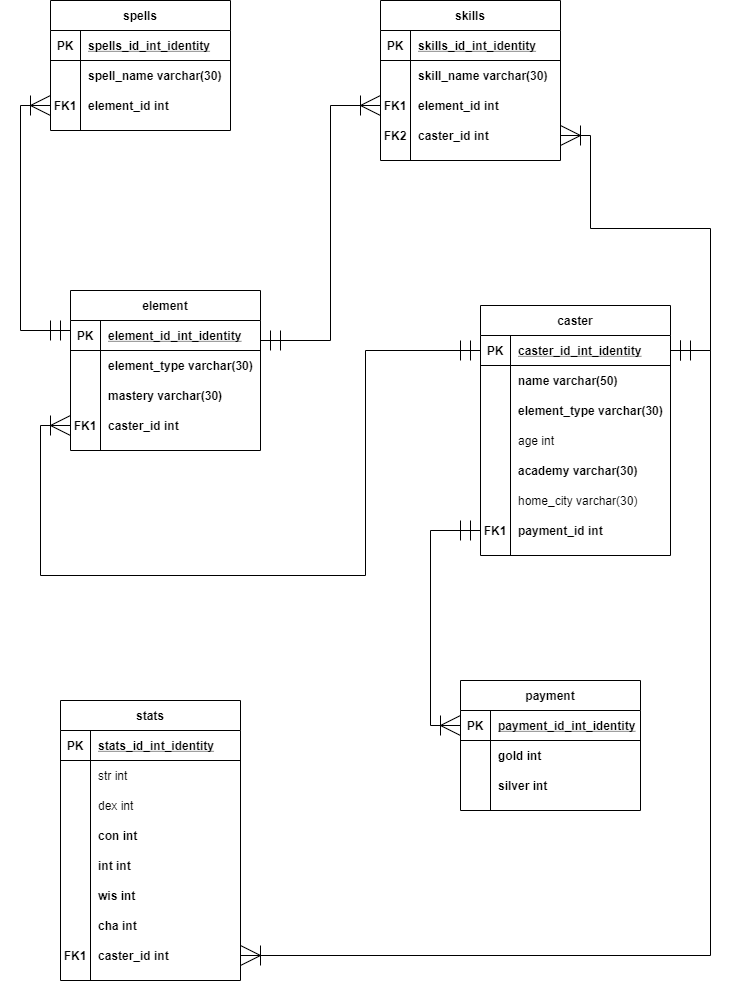 spells
PK spells_id_int_identity
spell_name varchar(30)
FK1 element_id int
skills
PK skills_id_int_identity
skill_name varchar(30)
FK1 element_id int
FK2 caster_id int
element
PK element_id_int_identity
element_type varchar(30)
mastery varchar(30)
FK1 caster_id int
caster
PK caster_id_int_identity
name varchar(50)
element_type varchar(30)
age int
academy varchar(30)
home_city varchar(30)
FK1 payment_id int
stats
PK stats_id_int_identity
str int
dex int
con int
int int
wis int
cha int
FK1 caster_id int
payment
PK payment_id_int_identity
gold int
silver int